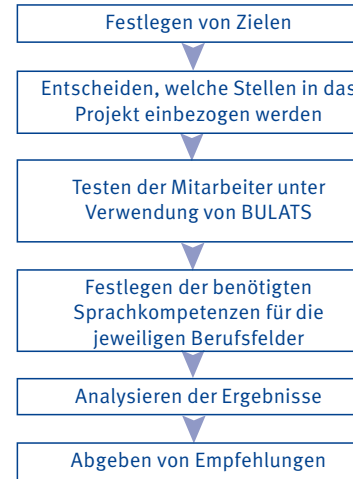 Festlegen von Zielen
Entscheiden, welche Stellen in das
Projekt einbezogen werden
Testen der Mitarbeiter unter
Verwendung von BULATS
Festlegen der benötigten
Sprachkompetenzen für die
jeweiligen Berufsfelder
Analysieren der Ergebnisse
Abgeben von Empfehlungen